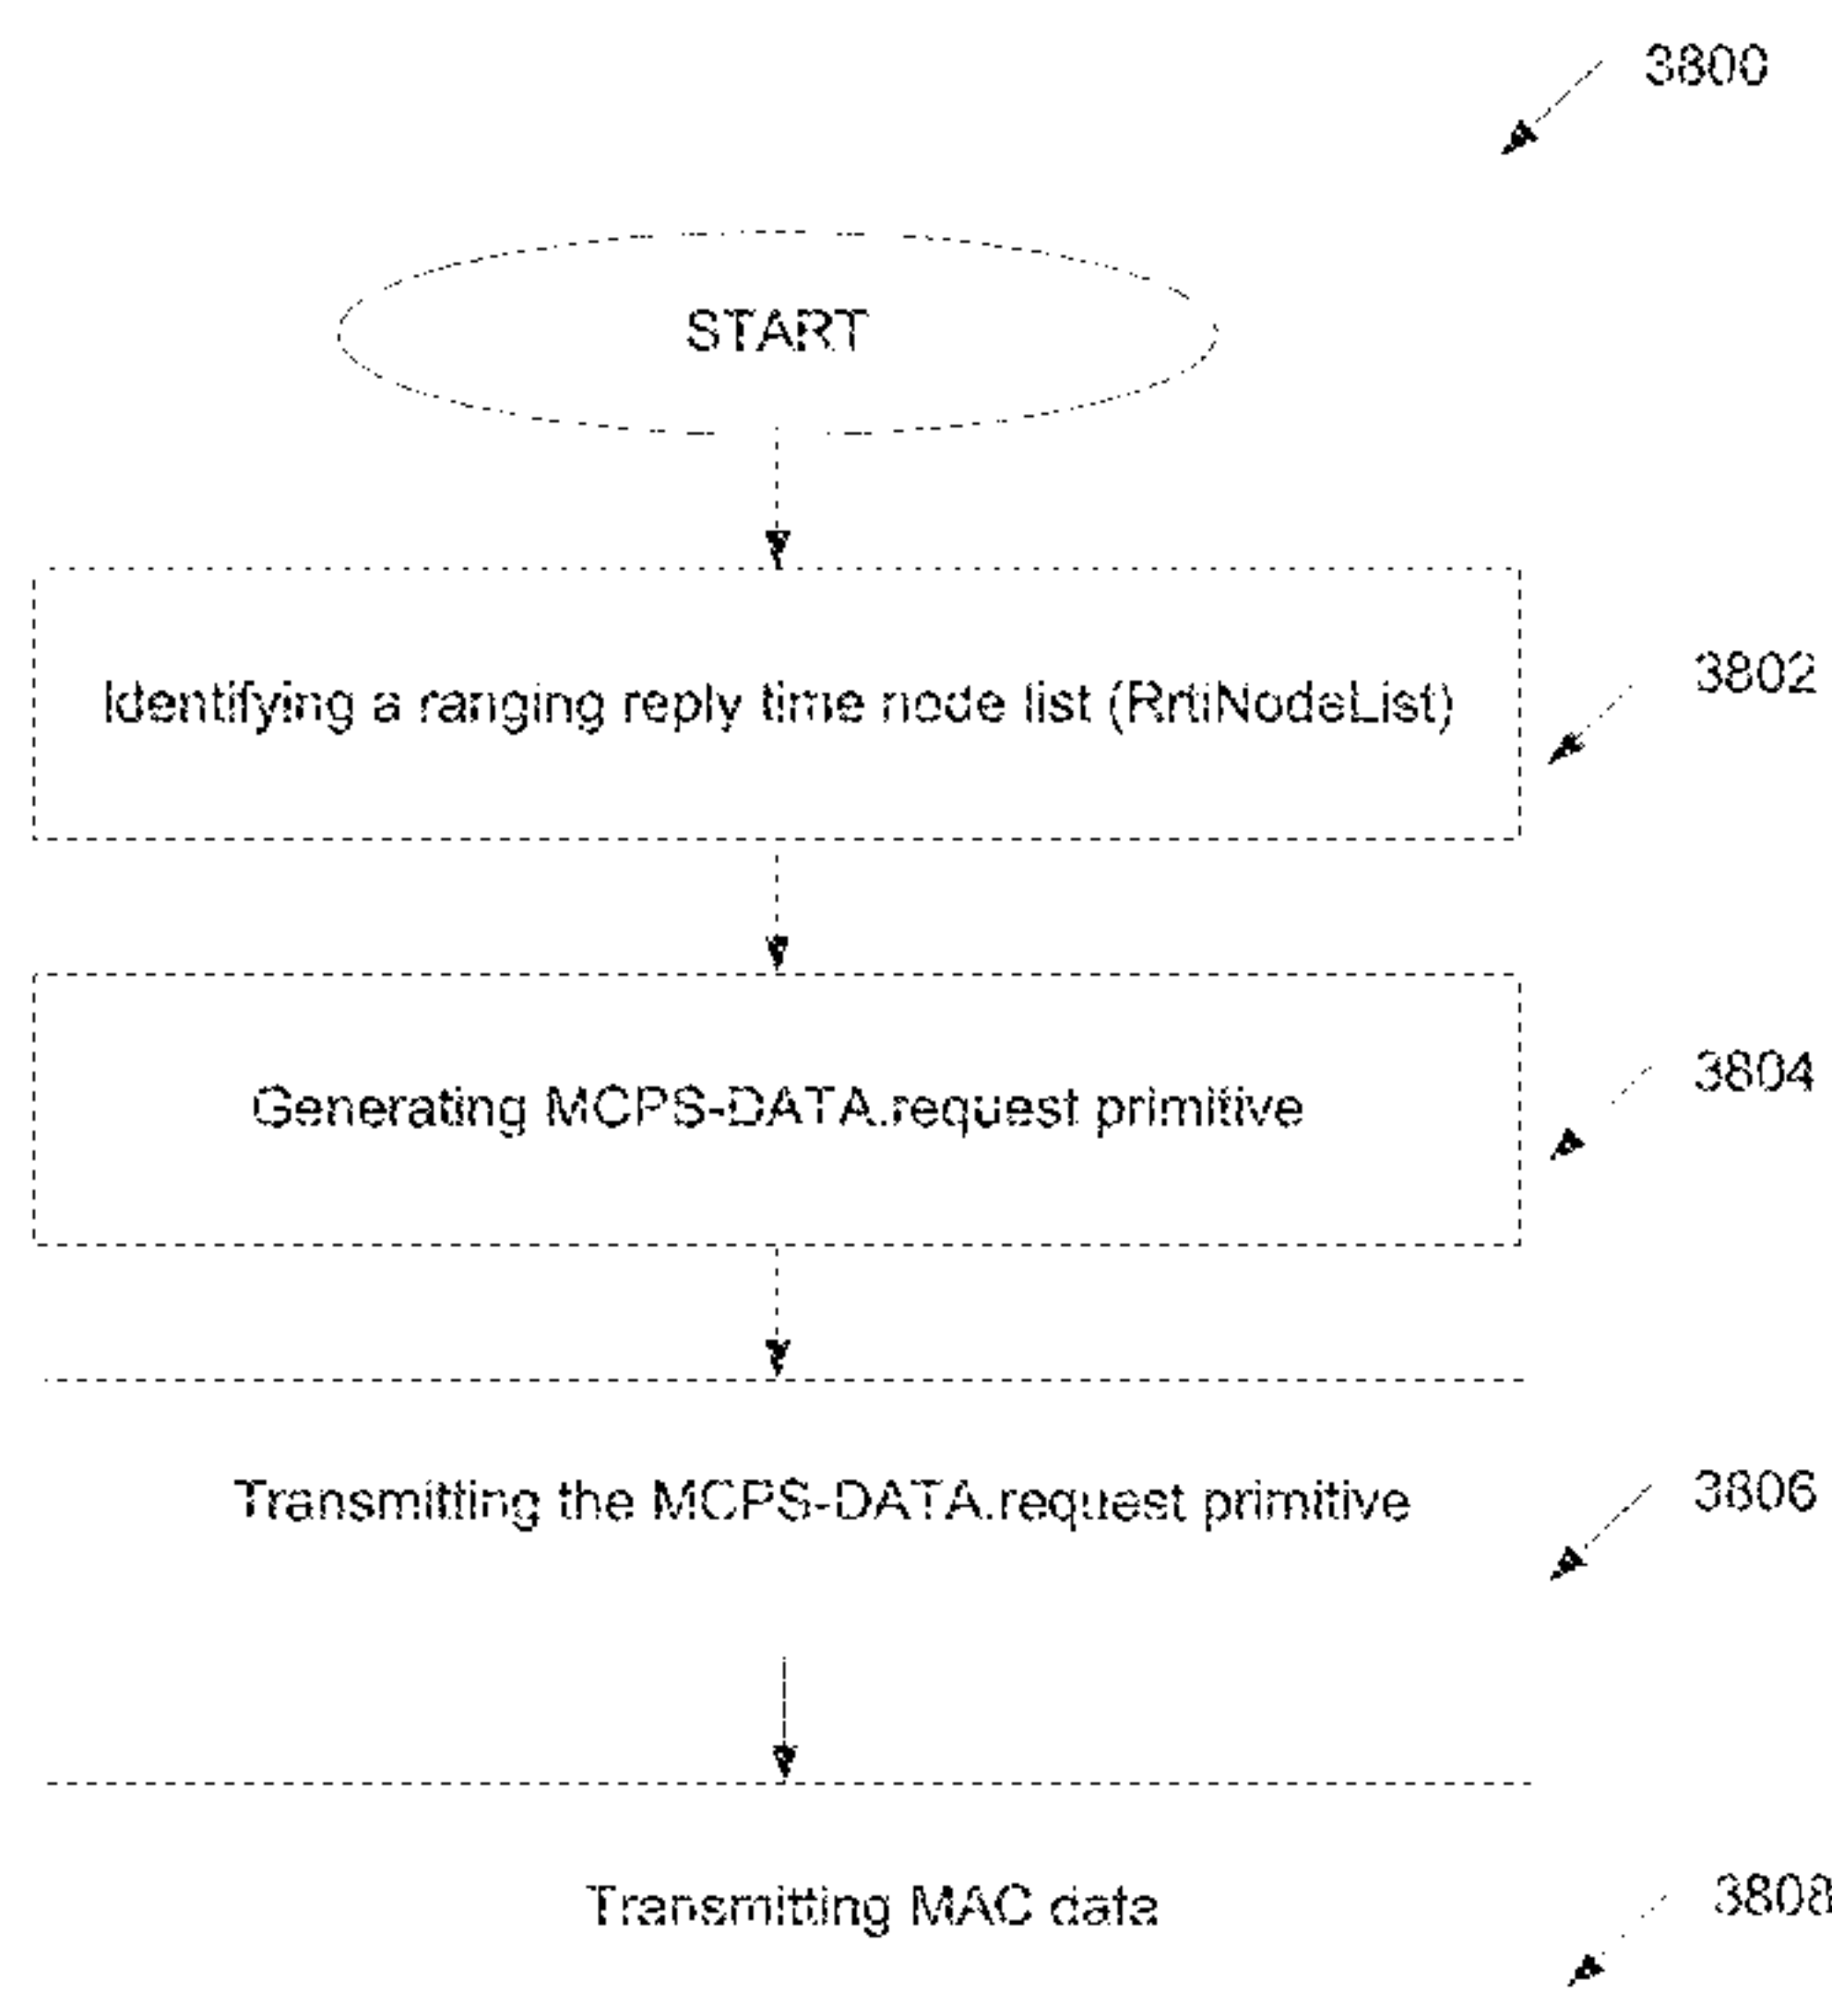 3800
START
Identifying a ranging reply time node list (RrtiNodeList)
3802
Generating MCPS-DATA.request primitive
3804
Transmitting the MCPS-DATA.request primitive
3806
Transmitting MAC data
3808